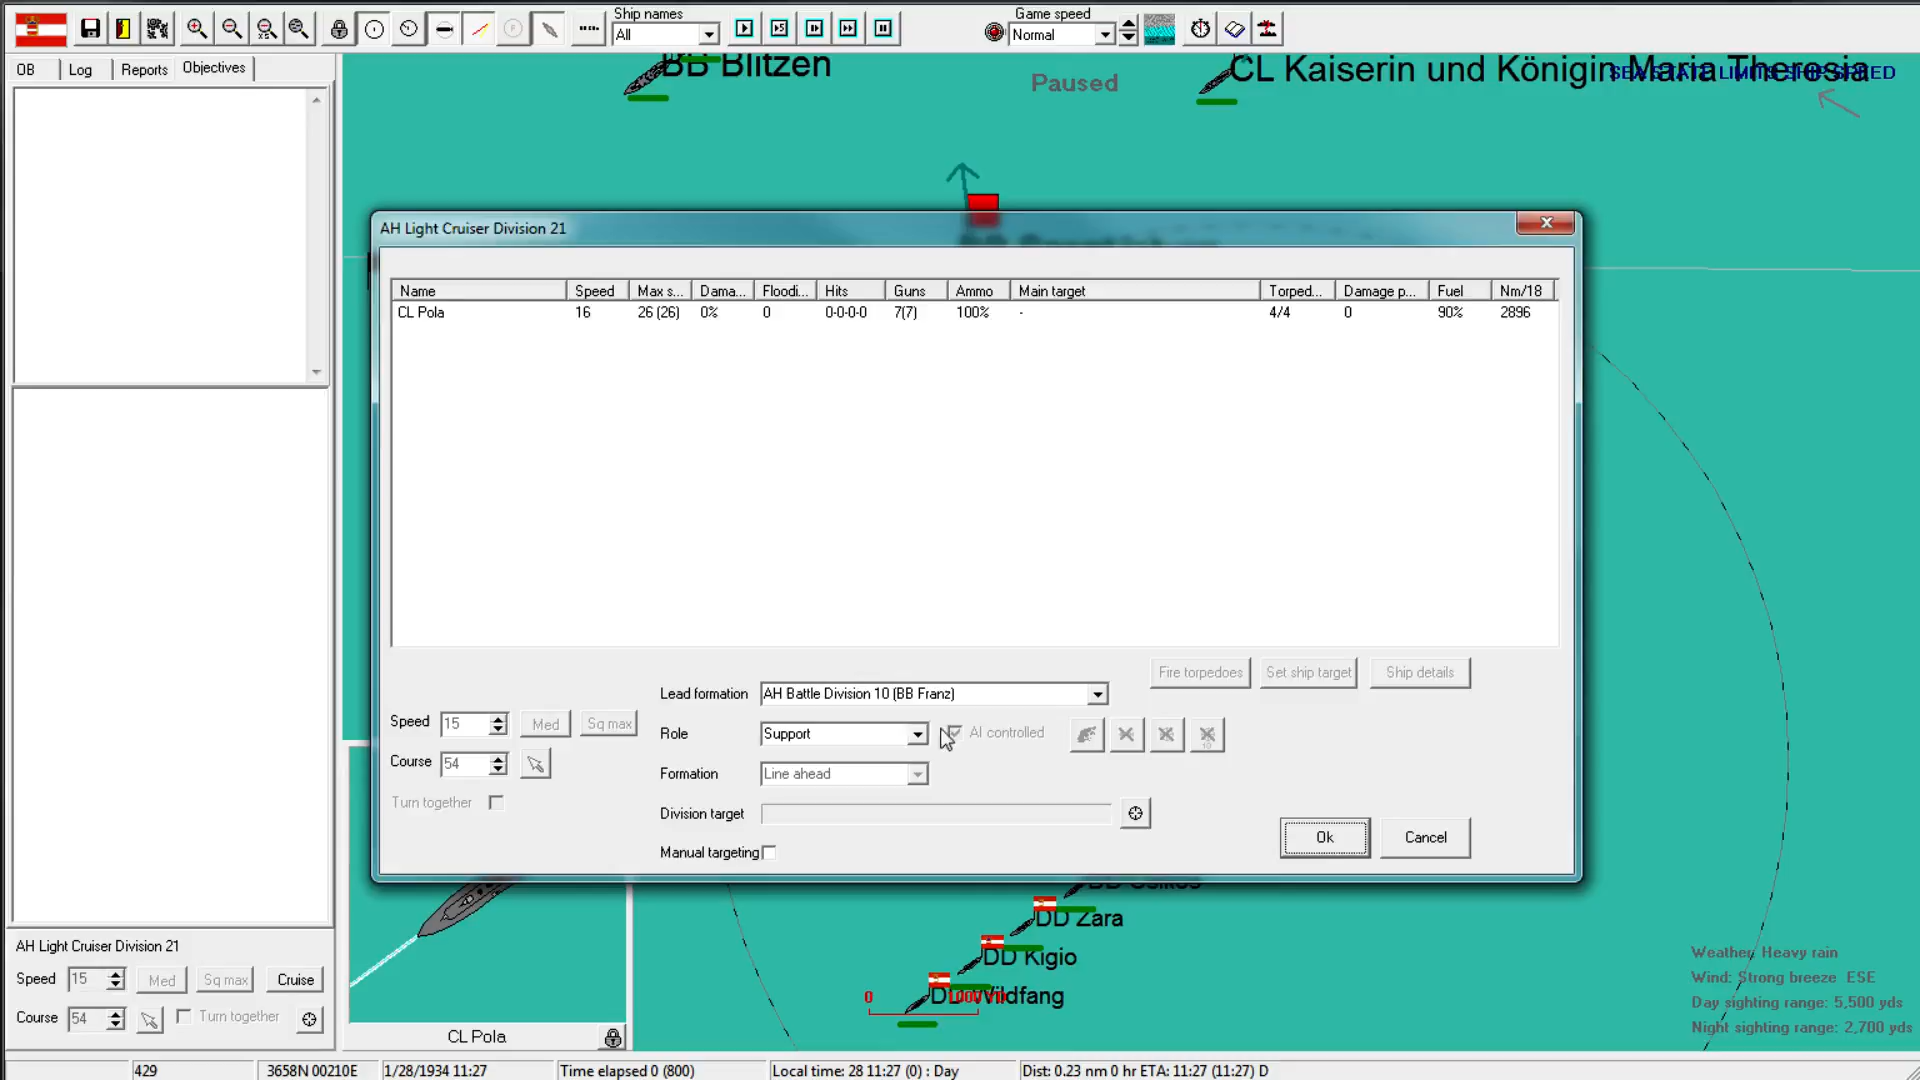 Ship names
All
Game speed
Normal
OB
Log
Reports
Objectives
BB Blitzen
Paused
CL Kaiserin und Königin Maria Theresia
SEA STATE LIMITS SHIP SPEED
AH Light Cruiser Division 21
Name Speed Max s... Dama... Floodi... Hits Guns Ammo Main target Torped... Damage p... Fuel Nm/18
CL Pola 16 26 (26) 0% 0 0-0-0-0 7(7) 100% - 4/4 0 90% 2896
Fire torpedoes Set ship target Ship details
Lead formation AH Battle Division 10 (BB Franz)
Speed 15 Med Sq max
Role Support AI controlled
Course 54
Formation Line ahead
Turn together
Division target
Manual targeting
Ok Cancel
DD Zara
DD Kigio
DD Wildfang
0
AH Light Cruiser Division 21
Speed 15 Med Sq max Cruise
Course 54 Turn together
CL Pola
Weather: Heavy rain
Wind: Strong breeze ESE
Day sighting range: 5,500 yds
Night sighting range: 2,700 yds
429 3658N 00210E 1/28/1934 11:27 Time elapsed 0 (800) Local time: 28 11:27 (0) : Day Dist: 0.23 nm 0 hr ETA: 11:27 (11:27) D